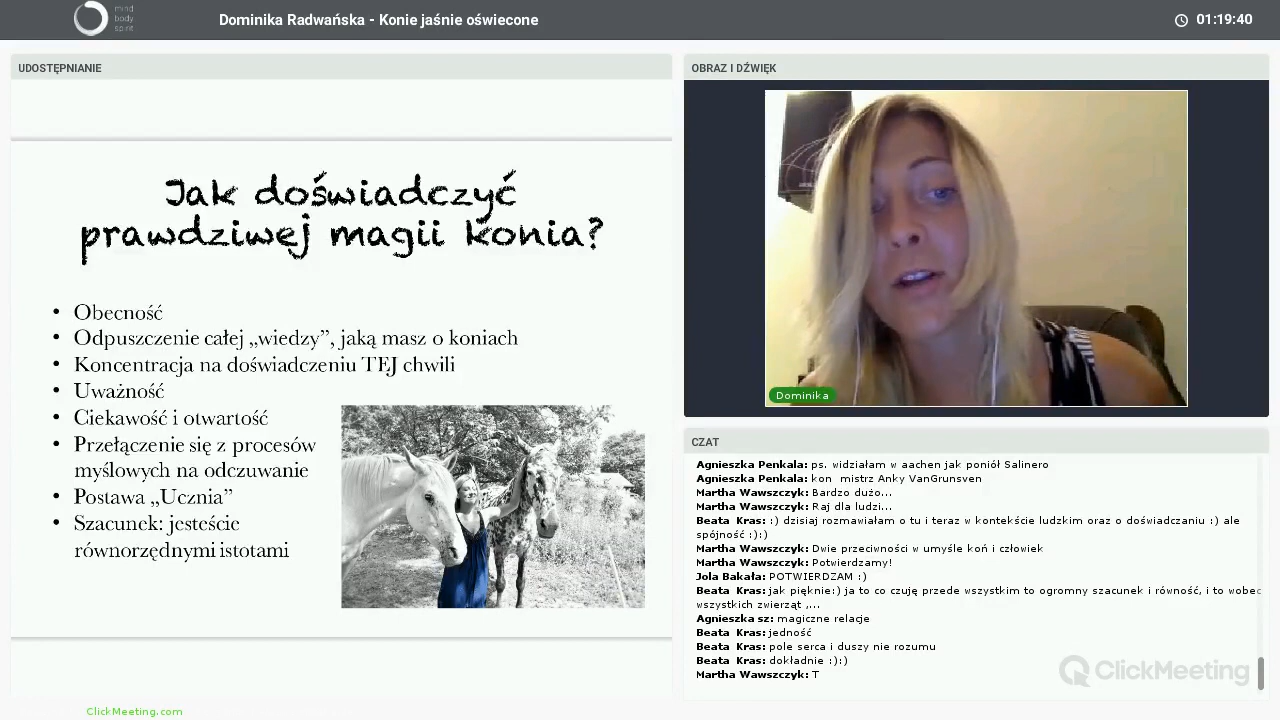 mind
body
spirit
Dominika Radwańska - Konie jaśnie oświecone
01:19:40
UDOSTĘPNIANIE
Jak doświadczyć
prawdziwej magii konia?
• Obecność
• Odpuszczenie całej „wiedzy”, jaką masz o koniach
• Koncentracja na doświadczeniu TEJ chwili
• Uważność
• Ciekawość i otwartość
• Przełączenie się z procesów
myślowych na odczuwanie
• Postawa „Ucznia”
• Szacunek: jesteście
równorzędnymi istotami
OBRAZ I DŹWIĘK
Dominika
CZAT
Agnieszka Penkala: ps. widziałam w aachen jak poniół Salinero
Agnieszka Penkala: kon mistrz Anky VanGrunsven
Martha Wawszczyk: Bardzo dużo...
Martha Wawszczyk: Raj dla ludzi...
Beata Kras: :) dzisiaj rozmawiałam o tu i teraz w kontekście ludzkim oraz o doświadczaniu :) ale
spójność :):)
Martha Wawszczyk: Dwie przeciwności w umyśle koń i człowiek
Martha Wawszczyk: Potwierdzamy!
Jola Bakała: POTWIERDZAM :)
Beata Kras: jak pięknie:) ja to co czuję przede wszystkim to ogromny szacunek i równość, i to wobec
wszystkich zwierząt ,...
Agnieszka sz: magiczne relacje
Beata Kras: jedność
Beata Kras: pole serca i duszy nie rozumu
Beata Kras: dokładnie :):)
Martha Wawszczyk: T
ClickMeeting
ClickMeeting.com